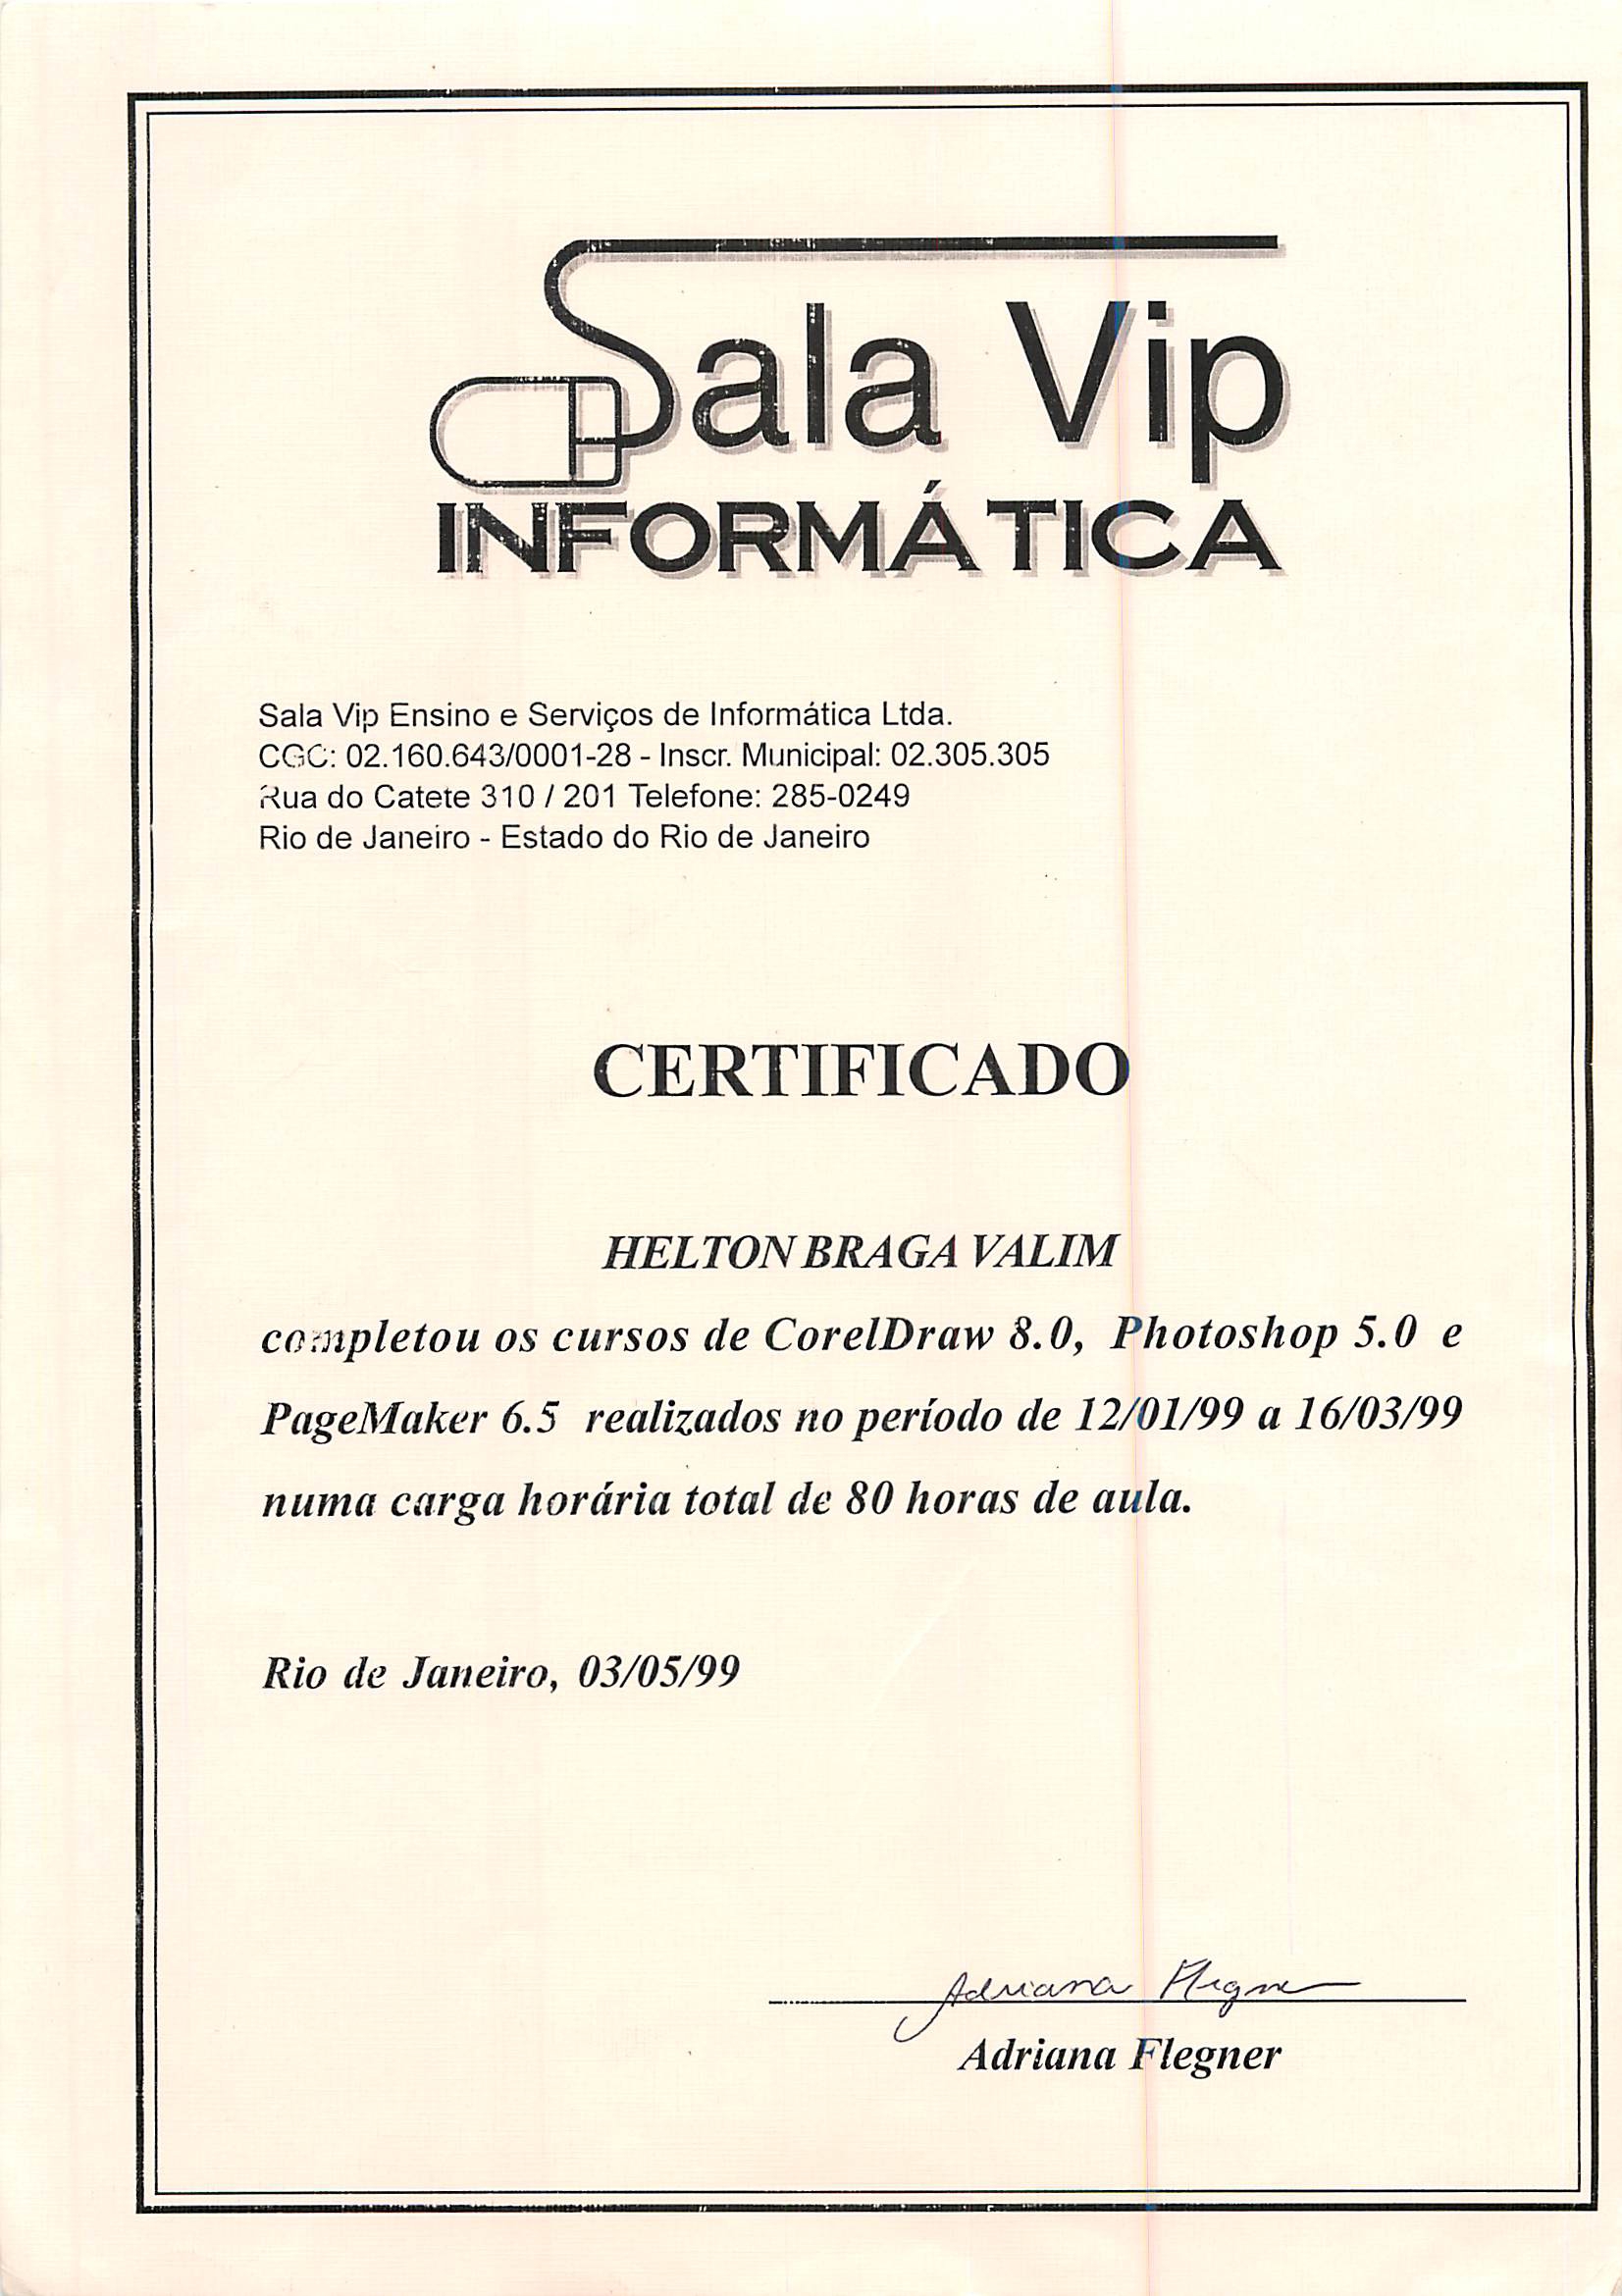 Sala Vip
INFORMÁTICA
Sala Vip Ensino e Serviços de Informática Ltda.
CGC: 02.160.643/0001-28 - Inscr. Municipal: 02.305.305
Rua do Catete 310 / 201 Telefone: 285-0249
Rio de Janeiro - Estado do Rio de Janeiro
CERTIFICADO
HELTON BRAGA VALIM
completou os cursos de CorelDraw 8.0, Photoshop 5.0 e
PageMaker 6.5 realizados no período de 12/01/99 a 16/03/99
numa carga horária total de 80 horas de aula.
Rio de Janeiro, 03/05/99
Adriana Flegner
Adriana Flegner